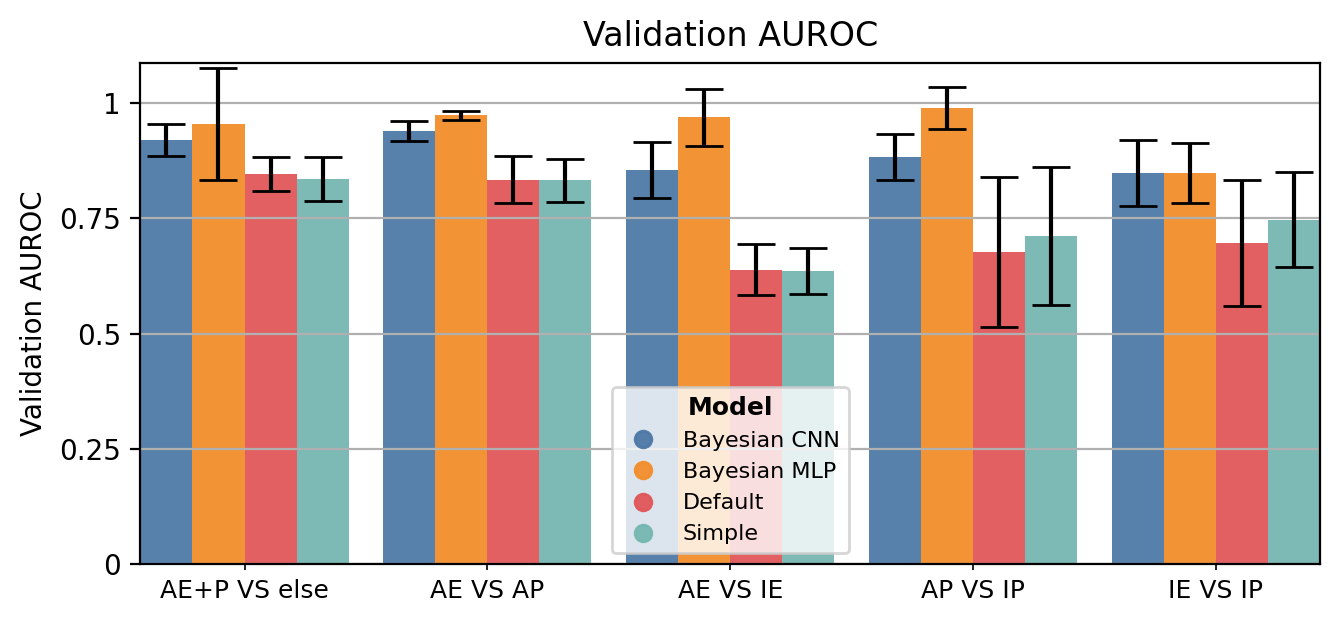 Validation AUROC
Validation AUROC
1
0.75
0.5
0.25
0
Model
Bayesian CNN
Bayesian MLP
Default
Simple
AE+P VS else
AE VS AP
AE VS IE
AP VS IP
IE VS IP